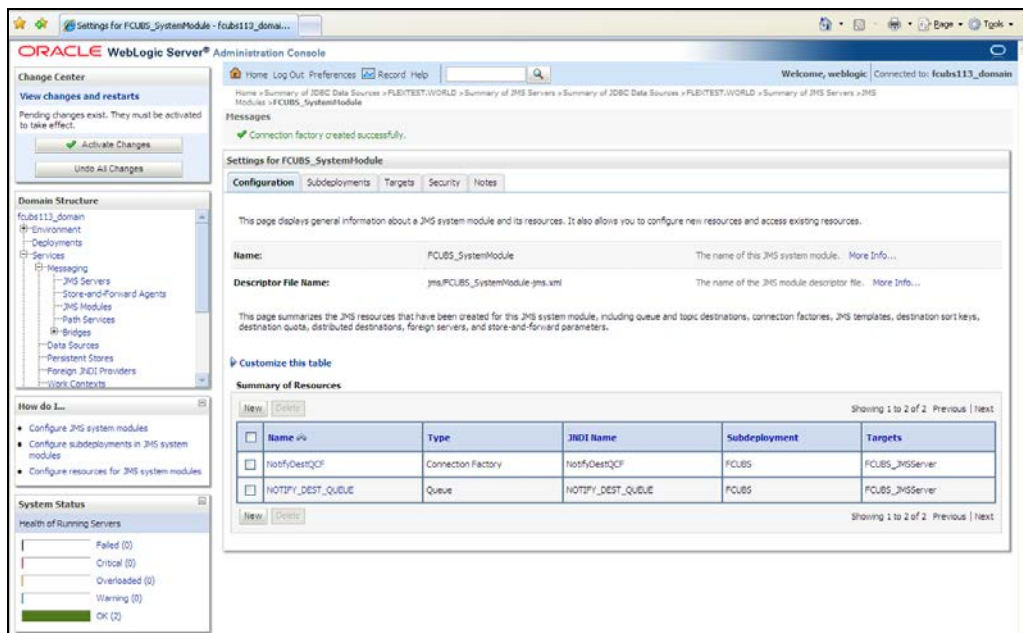 Settings for FCUBS_SystemModule - fcubs113_domai...
Page
Tools
ORACLE WebLogic Server® Administration Console
Change Center
View changes and restarts
Pending changes exist. They must be activated
to take effect.
Activate Changes
Undo All Changes
Domain Structure
fcubs113_domain
Environment
Deployments
Services
Messaging
JMS Servers
Store-and-Forward Agents
JMS Modules
Path Services
Bridges
Data Sources
Persistent Stores
Foreign JNDI Providers
Work Contexts
How do I...
Configure JMS system modules
Configure subdeployments in JMS system
modules
Configure resources for JMS system modules
System Status
Health of Running Servers
Failed (0)
Critical (0)
Overloaded (0)
Warning (0)
OK (2)
Home Log Out Preferences Record Help
Welcome, weblogic Connected to: fcubs113_domain
Home >Summary of JDBC Data Sources >FLEXTEST.WORLD >Summary of JMS Servers >Summary of JDBC Data Sources >FLEXTEST.WORLD >Summary of JMS Servers >JMS
Modules >FCUBS_SystemModule
Messages
Connection factory created successfully.
Settings for FCUBS_SystemModule
Configuration Subdeployments Targets Security Notes
This page displays general information about a JMS system module and its resources. It also allows you to configure new resources and access existing resources.
Name: FCUBS_SystemModule The name of this JMS system module. More Info...
Descriptor File Name: jms/FCUBS_SystemModule-jms.xml The name of the JMS module descriptor file. More Info...
This page summarizes the JMS resources that have been created for this JMS system module, including queue and topic destinations, connection factories, JMS templates, destination sort keys,
destination quota, distributed destinations, foreign servers, and store-and-forward parameters.
Customize this table
Summary of Resources
New Delete Showing 1 to 2 of 2 Previous | Next
Name Type JNDI Name Subdeployment Targets
NotifyDestQCF Connection Factory NotifyDestQCF FCUBS FCUBS_JMSServer
NOTIFY_DEST_QUEUE Queue NOTIFY_DEST_QUEUE FCUBS FCUBS_JMSServer
New Delete Showing 1 to 2 of 2 Previous | Next